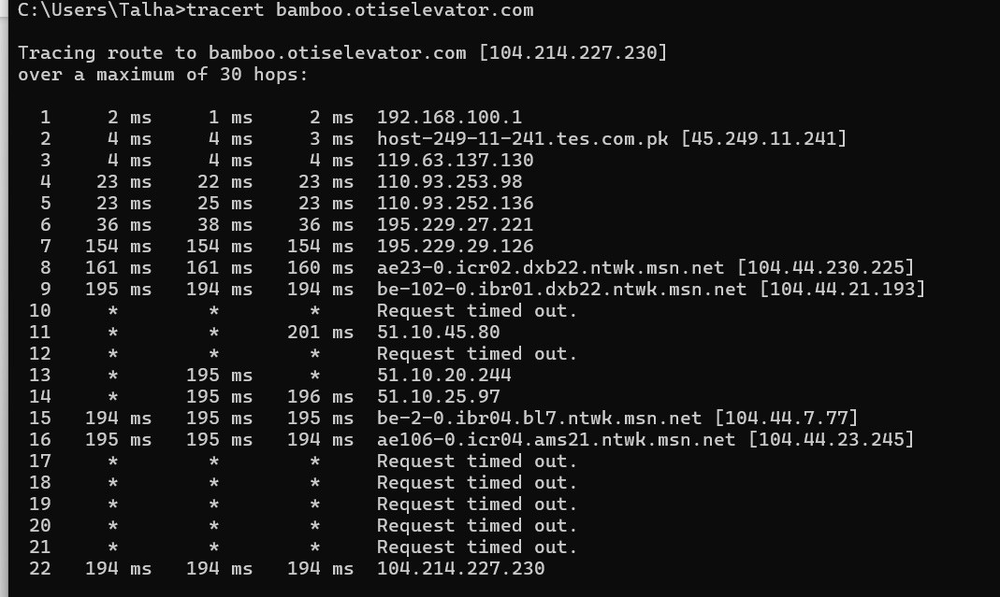 C:\Users\Talha>tracert bamboo.otiselevator.com
Tracing route to bamboo.otiselevator.com [104.214.227.230]
over a maximum of 30 hops:
1 2 ms 1 ms 2 ms 192.168.100.1
2 4 ms 4 ms 3 ms host-249-11-241.tes.com.pk [45.249.11.241]
3 4 ms 4 ms 4 ms 119.63.137.130
4 23 ms 22 ms 23 ms 110.93.253.98
5 23 ms 25 ms 23 ms 110.93.252.136
6 36 ms 38 ms 36 ms 195.229.27.221
7 154 ms 154 ms 154 ms 195.229.29.126
8 161 ms 161 ms 160 ms ae23-0.icr02.dxb22.ntwk.msn.net [104.44.230.225]
9 195 ms 194 ms 194 ms be-102-0.ibr01.dxb22.ntwk.msn.net [104.44.21.193]
10 * * * Request timed out.
11 * * 201 ms 51.10.45.80
12 * * * Request timed out.
13 * 195 ms * 51.10.20.244
14 * 195 ms 196 ms 51.10.25.97
15 194 ms 195 ms 195 ms be-2-0.ibr04.bl7.ntwk.msn.net [104.44.7.77]
16 195 ms 195 ms 194 ms ae106-0.icr04.ams21.ntwk.msn.net [104.44.23.245]
17 * * * Request timed out.
18 * * * Request timed out.
19 * * * Request timed out.
20 * * * Request timed out.
21 * * * Request timed out.
22 194 ms 194 ms 194 ms 104.214.227.230